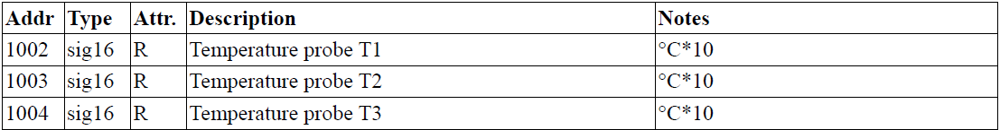 Addr Type Attr. Description Notes
1002 sig16 R Temperature probe T1 °C*10
1003 sig16 R Temperature probe T2 °C*10
1004 sig16 R Temperature probe T3 °C*10